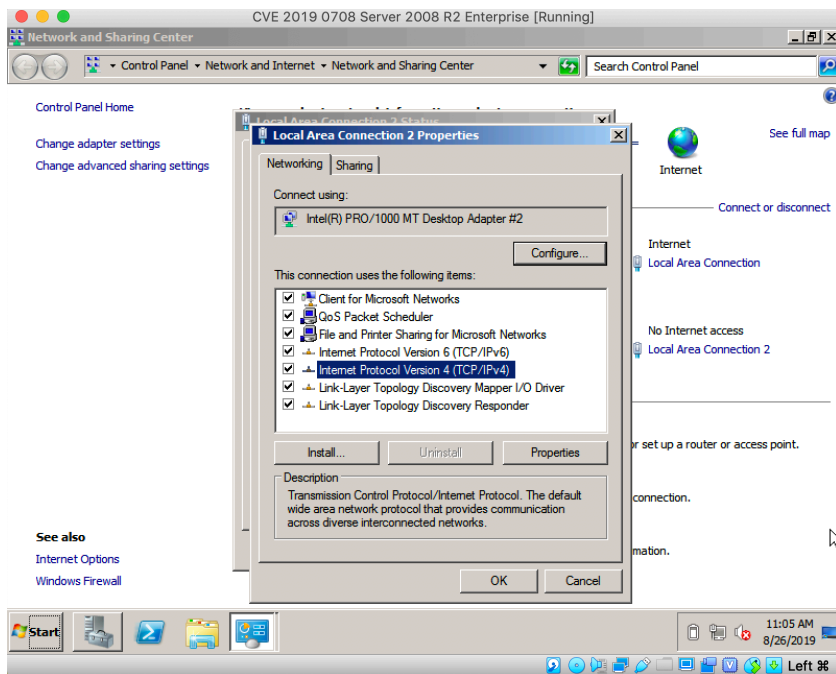 CVE 2019 0708 Server 2008 R2 Enterprise [Running]
Network and Sharing Center
Control Panel Network and Internet Network and Sharing Center
Search Control Panel
Control Panel Home
Change adapter settings
Change advanced sharing settings
Local Area Connection 2 Status
Local Area Connection 2 Properties
Networking Sharing
Connect using:
Intel(R) PRO/1000 MT Desktop Adapter #2
Configure...
This connection uses the following items:
Client for Microsoft Networks
QoS Packet Scheduler
File and Printer Sharing for Microsoft Networks
Internet Protocol Version 6 (TCP/IPv6)
Internet Protocol Version 4 (TCP/IPv4)
Link-Layer Topology Discovery Mapper I/O Driver
Link-Layer Topology Discovery Responder
Install... Uninstall Properties
Description
Transmission Control Protocol/Internet Protocol. The default
wide area network protocol that provides communication
across diverse interconnected networks.
OK Cancel
See full map
Internet
Connect or disconnect
Internet
Local Area Connection
No Internet access
Local Area Connection 2
or set up a router or access point.
connection.
mation.
See also
Internet Options
Windows Firewall
Start
11:05 AM
8/26/2019
Left ⌘